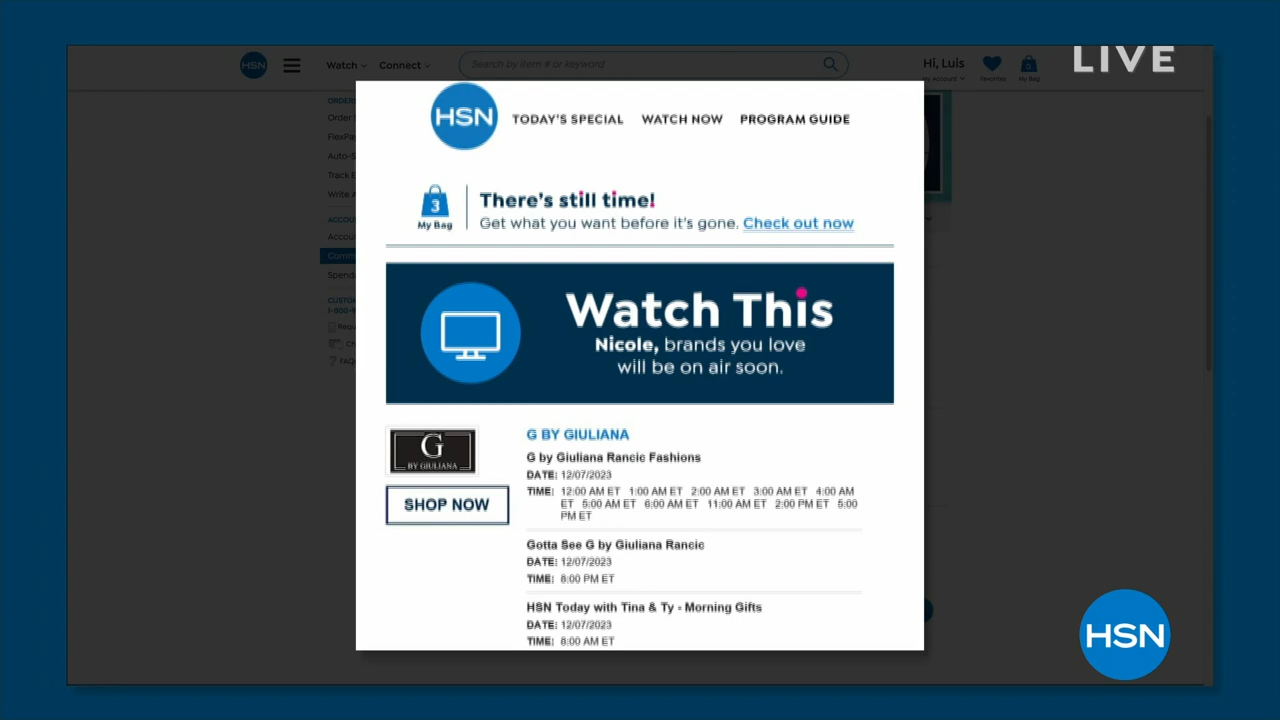 LIVE
HSN
Watch
Connect
Search by item # or keyword
Hi, Luis
My Account
Favorites
My Bag
HSN
TODAY'S SPECIAL
WATCH NOW
PROGRAM GUIDE
3
My Bag
There's still time!
Get what you want before it's gone. Check out now
Watch This
Nicole, brands you love
will be on air soon.
G
BY GIULIANA
SHOP NOW
G BY GIULIANA
G by Giuliana Rancic Fashions
DATE: 12/07/2023
TIME: 12:00 AM ET 1:00 AM ET 2:00 AM ET 3:00 AM ET 4:00 AM
ET 5:00 AM ET 6:00 AM ET 11:00 AM ET 2:00 PM ET 5:00
PM ET
Gotta See G by Giuliana Rancic
DATE: 12/07/2023
TIME: 8:00 PM ET
HSN Today with Tina & Ty - Morning Gifts
DATE: 12/07/2023
TIME: 8:00 AM ET
HSN